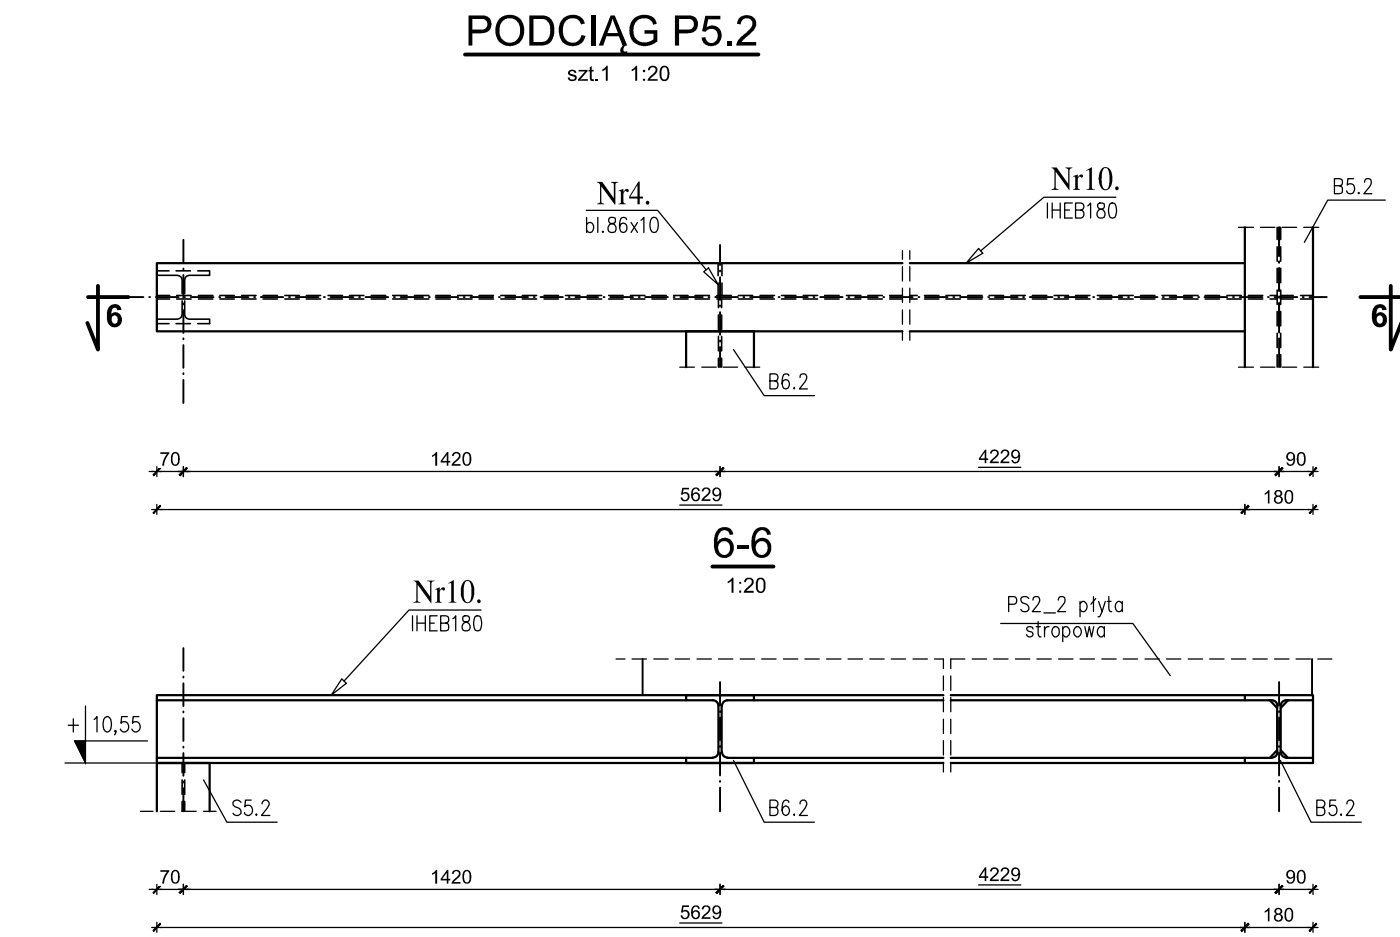 PODCIĄG P5.2
szt.1 1:20
Nr4.
bl.86x10
Nr10.
IHEB180
B5.2
6
6
B6.2
70
1420
4229
90
5629
180
6-6
1:20
Nr10.
IHEB180
PS2_2 płyta
stropowa
+ 10,55
S5.2
B6.2
B5.2
70
1420
4229
90
5629
180